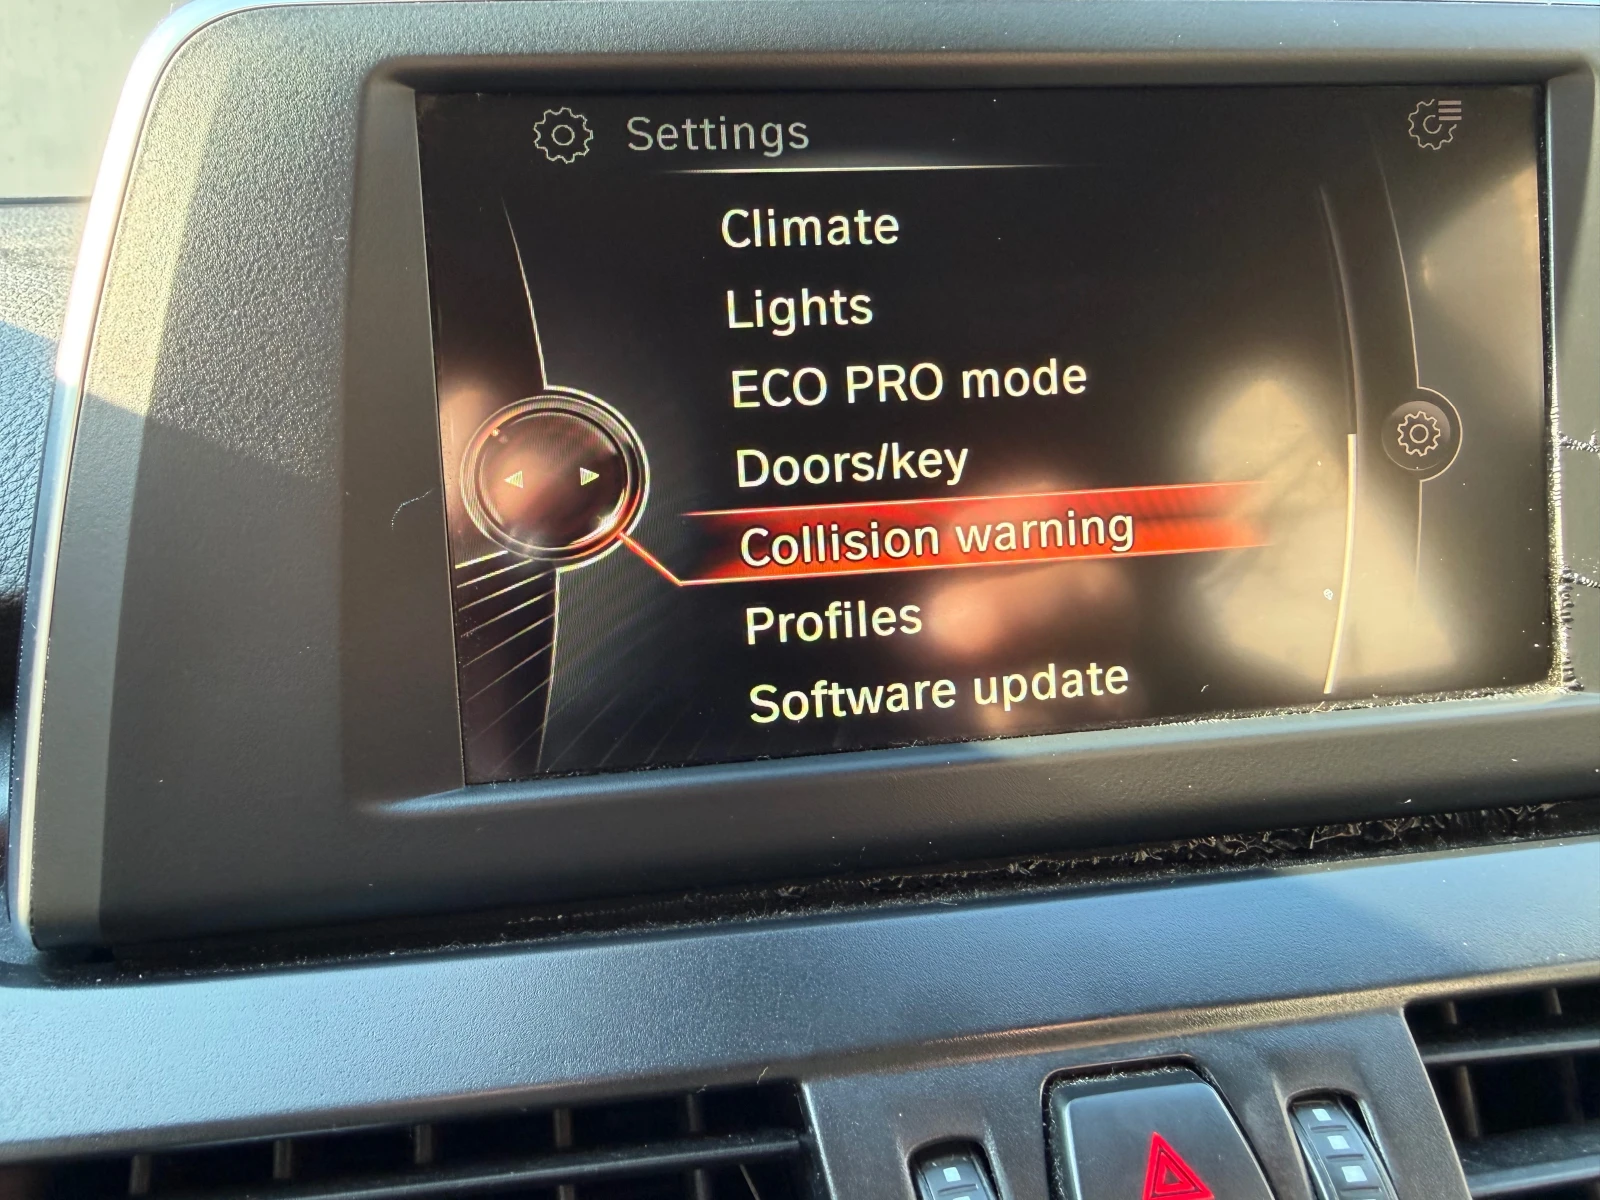 Settings
Climate
Lights
ECO PRO mode
Doors/key
Collision warning
Profiles
Software update